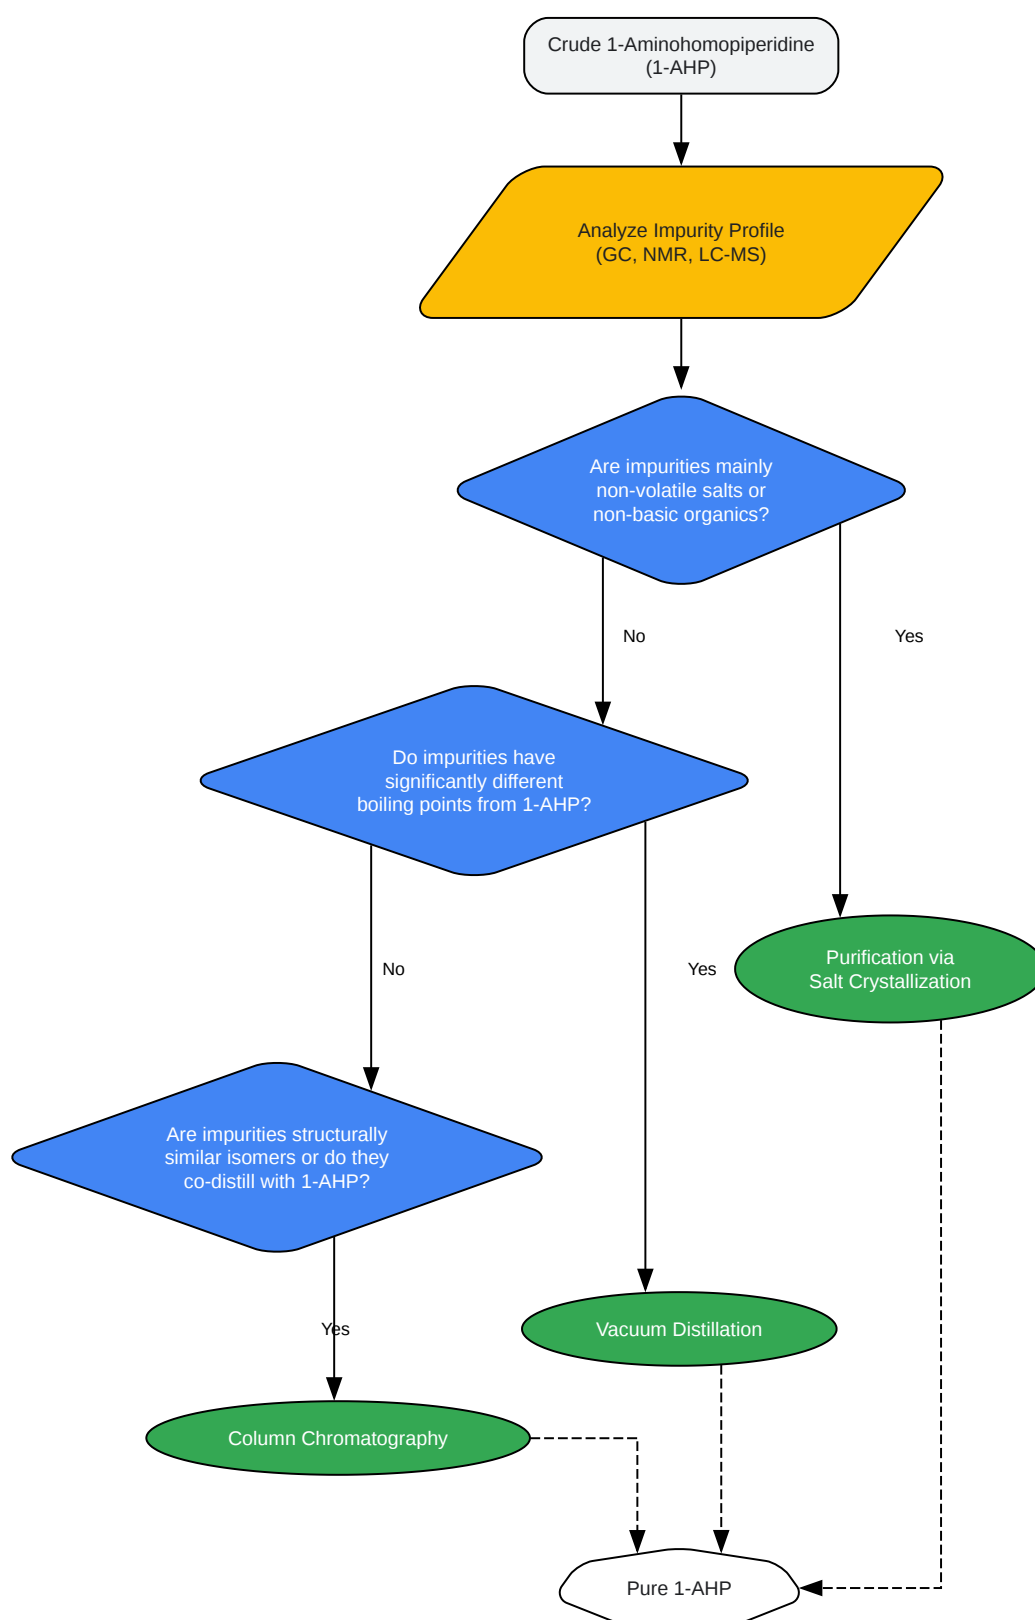 Crude 1-Aminohomopiperidine
(1-AHP)
Analyze Impurity Profile
(GC, NMR, LC-MS)
Are impurities mainly
non-volatile salts or
non-basic organics?
No
Yes
Do impurities have
significantly different
boiling points from 1-AHP?
No
Yes
Purification via
Salt Crystallization
Are impurities structurally
similar isomers or do they
co-distill with 1-AHP?
Yes
Vacuum Distillation
Column Chromatography
Pure 1-AHP